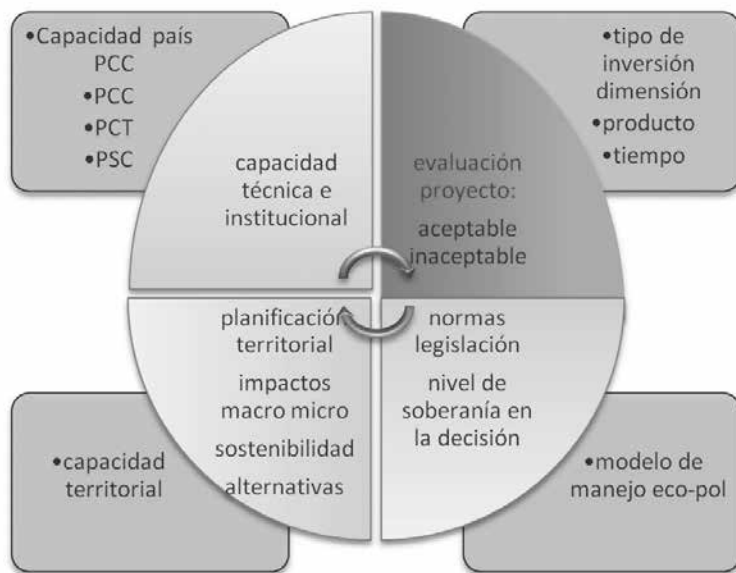 •Capacidad país
PCC
•PCC
•PCT
•PSC
•tipo de
inversión
dimensión
•producto
•tiempo
capacidad
técnica e
institucional
evaluación
proyecto:
aceptable
inaceptable
planificación
territorial
impactos
macro micro
sostenibilidad
alternativas
normas
legislación
nivel de
soberanía en
la decisión
•capacidad
territorial
•modelo de
manejo eco-pol